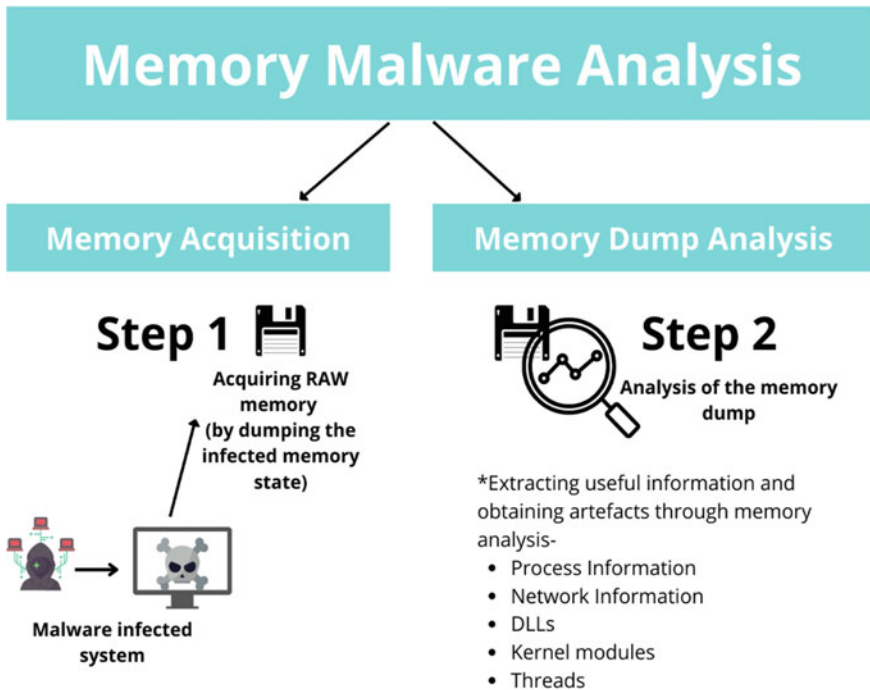 Memory Malware Analysis
Memory Acquisition
Memory Dump Analysis
Step 1
Acquiring RAW
memory
(by dumping the
infected memory
state)
Malware infected
system
Step 2
Analysis of the memory
dump
*Extracting useful information and
obtaining artefacts through memory
analysis-
• Process Information
• Network Information
• DLLs
• Kernel modules
• Threads